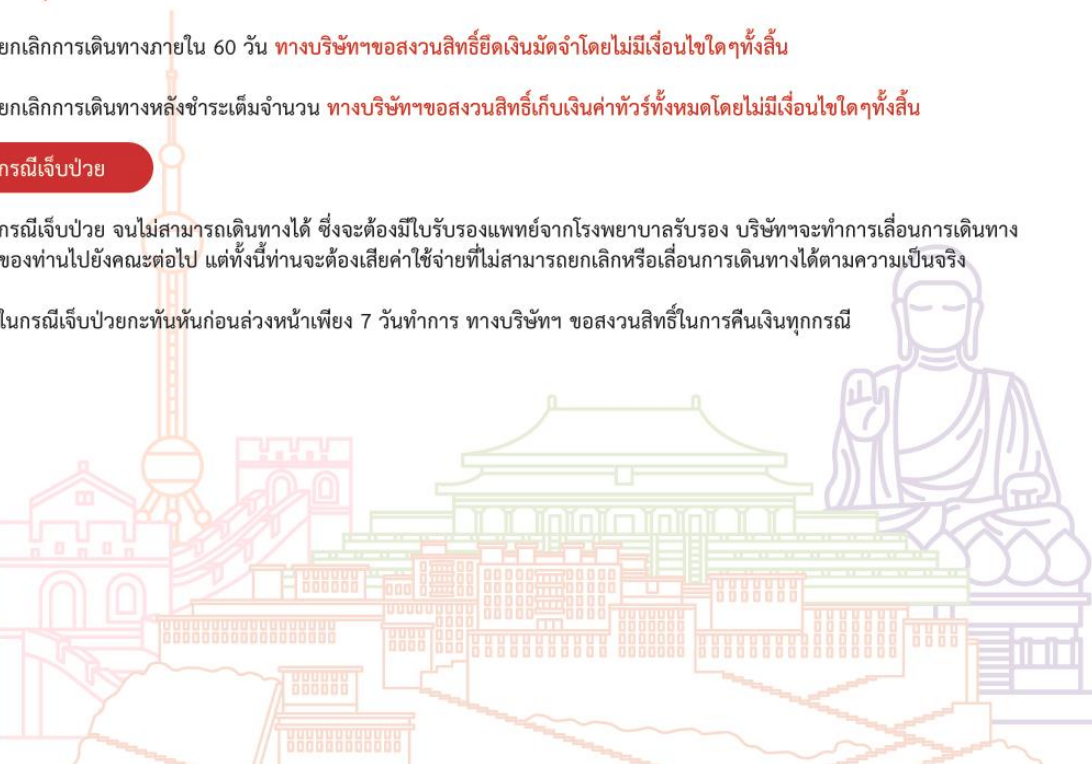 ยกเลิกการเดินทางภายใน 60 วัน ทางบริษัทฯขอสงวนสิทธิ์ยึดเงินมัดจำโดยไม่มีเงื่อนไขใดๆทั้งสิ้น
ยกเลิกการเดินทางหลังชำระเต็มจำนวน ทางบริษัทฯขอสงวนสิทธิ์เก็บเงินค่าทัวร์ทั้งหมดโดยไม่มีเงื่อนไขใดๆทั้งสิ้น
กรณีเจ็บป่วย
กรณีเจ็บป่วย จนไม่สามารถเดินทางได้ ซึ่งจะต้องมีใบรับรองแพทย์จากโรงพยาบาลรับรอง บริษัทฯจะทำการเลื่อนการเดินทาง
ของท่านไปยังคณะต่อไป แต่ทั้งนี้ท่านจะต้องเสียค่าใช้จ่ายที่ไม่สามารถยกเลิกหรือเลื่อนการเดินทางได้ตามความเป็นจริง
ในกรณีเจ็บป่วยกะทันหันก่อนล่วงหน้าเพียง 7 วันทำการ ทางบริษัทฯ ขอสงวนสิทธิ์ในการคืนเงินทุกกรณี